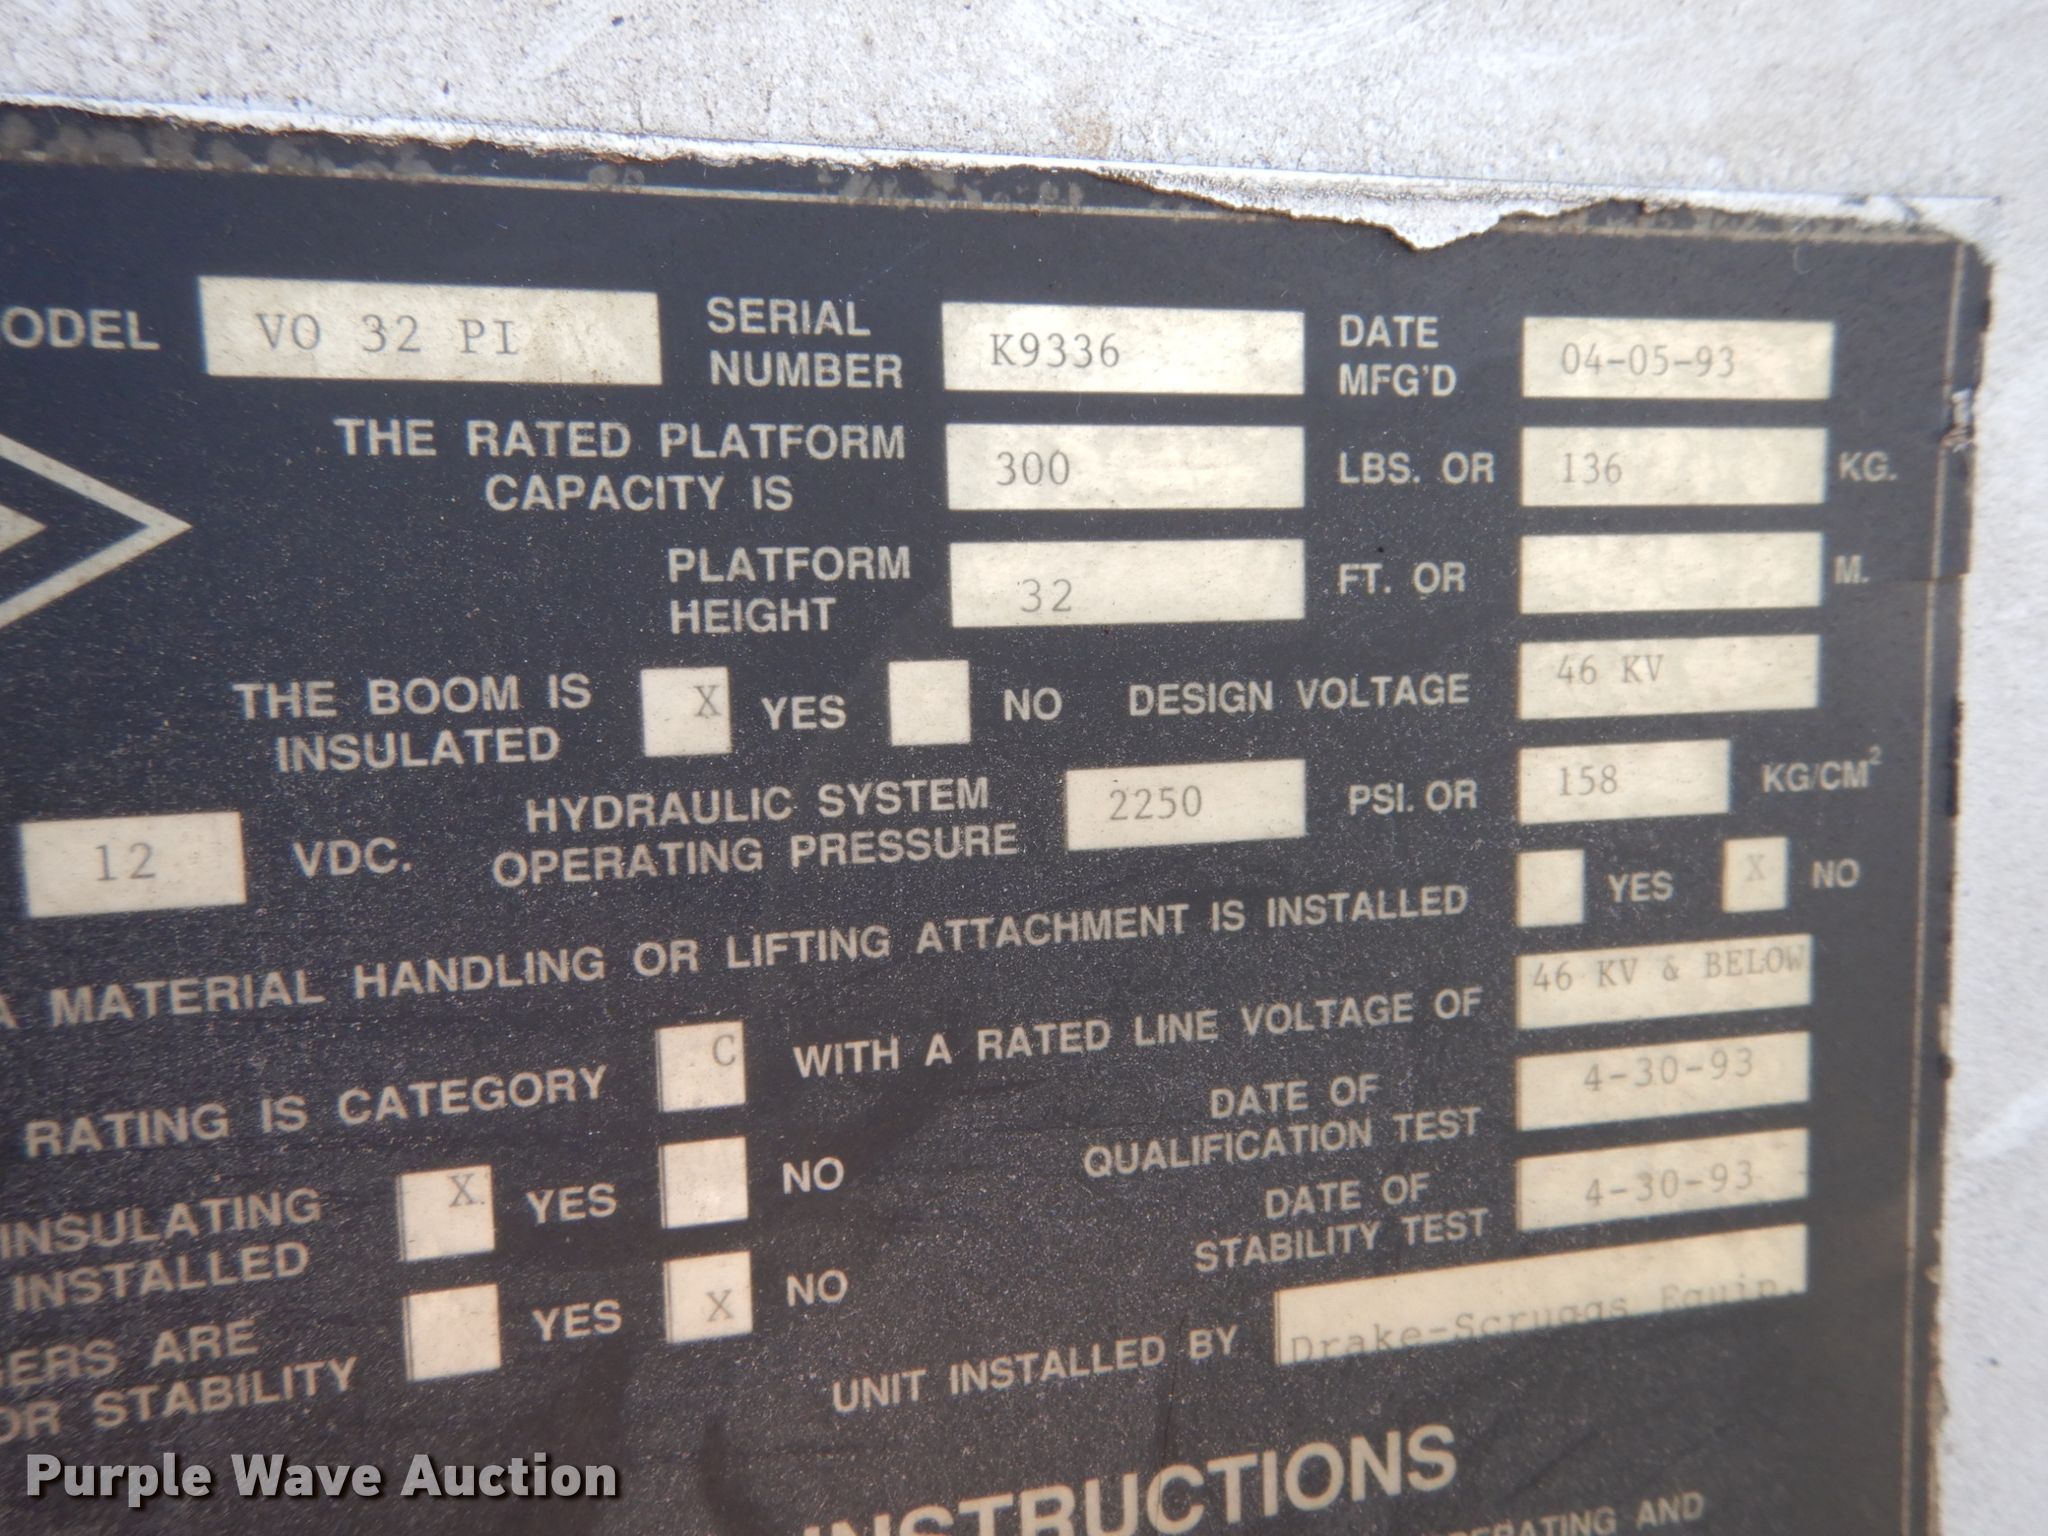 ODEL VO 32 PI SERIAL NUMBER K9336 DATE MFG'D 04-05-93
THE RATED PLATFORM CAPACITY IS 300 LBS. OR 136 KG.
PLATFORM HEIGHT 32 FT. OR M.
THE BOOM IS INSULATED X YES NO DESIGN VOLTAGE 46 KV
12 VDC. HYDRAULIC SYSTEM OPERATING PRESSURE 2250 PSI. OR 158 KG/CM²
A MATERIAL HANDLING OR LIFTING ATTACHMENT IS INSTALLED YES X NO
RATING IS CATEGORY C WITH A RATED LINE VOLTAGE OF 46 KV & BELOW
INSULATING INSTALLED X YES NO DATE OF QUALIFICATION TEST 4-30-93
GERS ARE OR STABILITY YES X NO DATE OF STABILITY TEST 4-30-93
UNIT INSTALLED BY Drake-Scruggs Equip.
INSTRUCTIONS
OPERATING AND
Purple Wave Auction